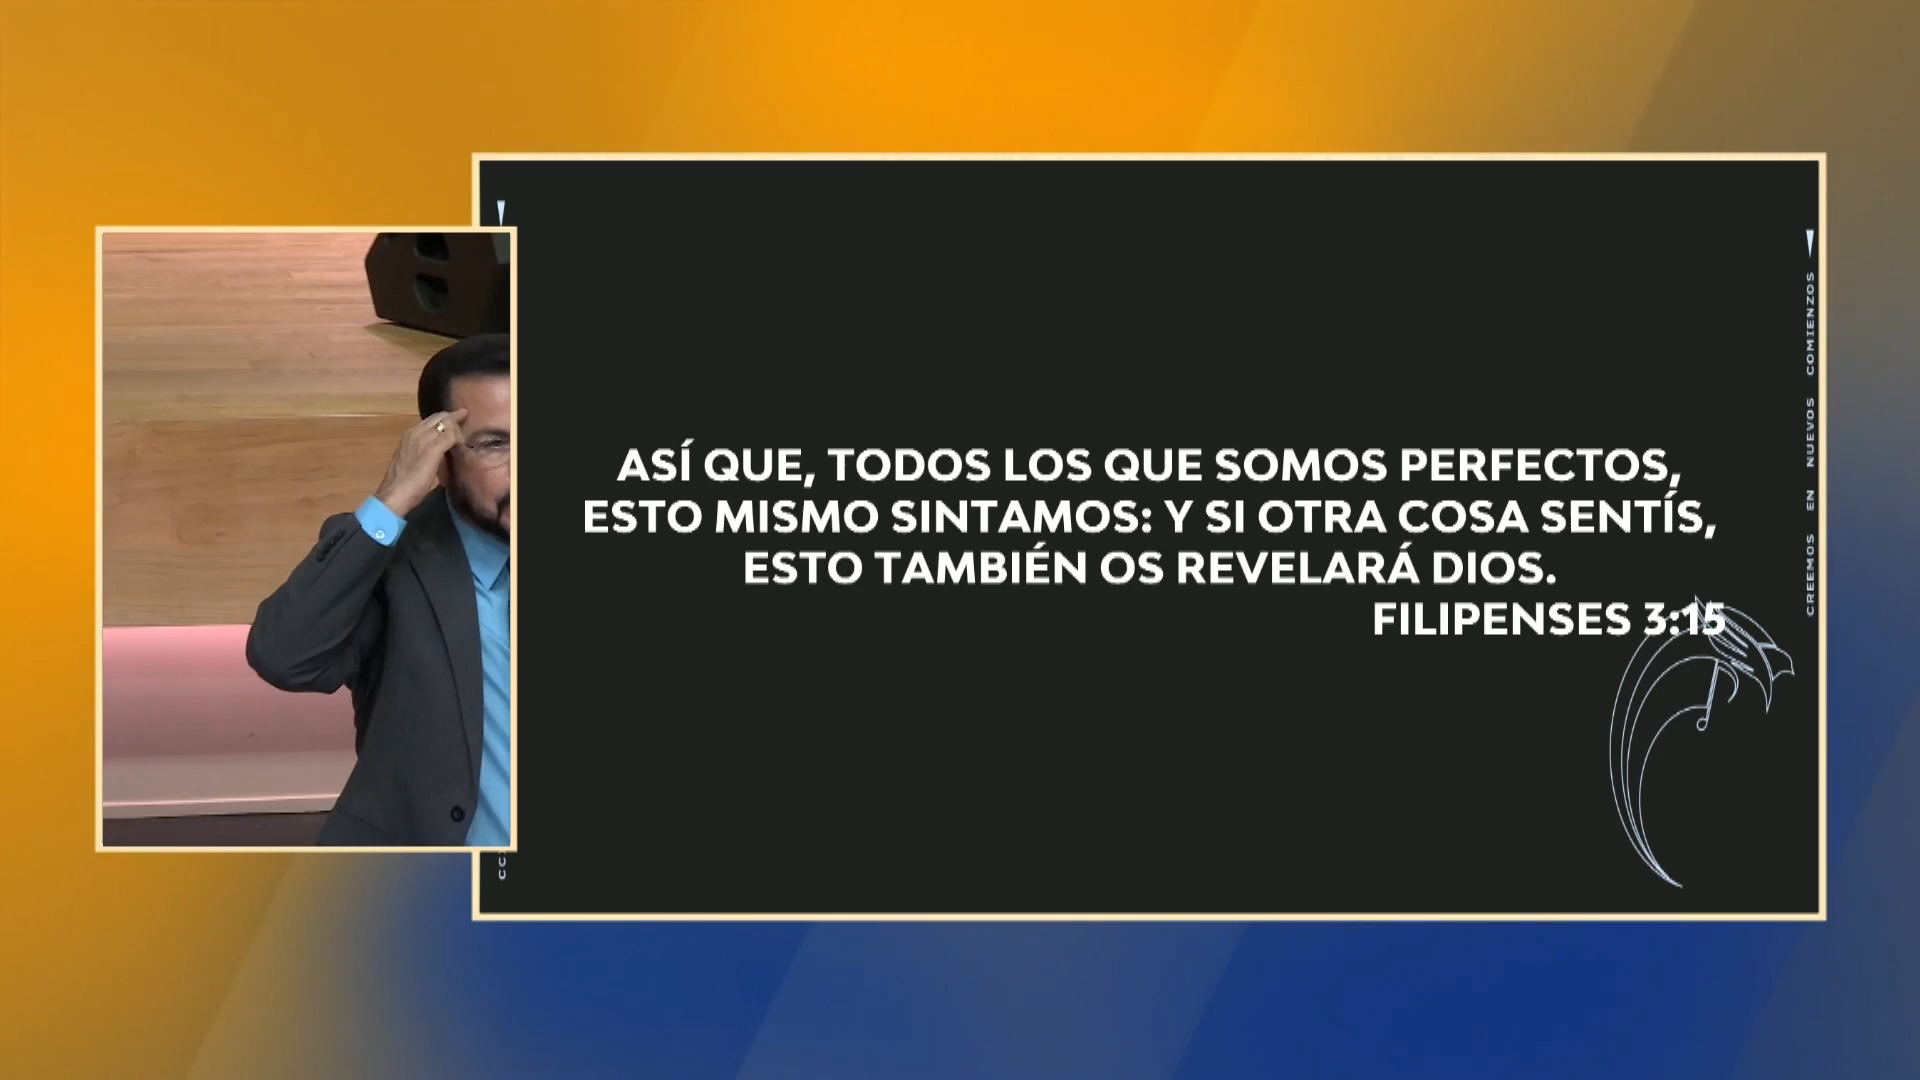 ASÍ QUE, TODOS LOS QUE SOMOS PERFECTOS,
ESTO MISMO SINTAMOS: Y SI OTRA COSA SENTÍS,
ESTO TAMBIÉN OS REVELARÁ DIOS.
FILIPENSES 3:15
CREEMOS EN NUEVOS COMIENZOS